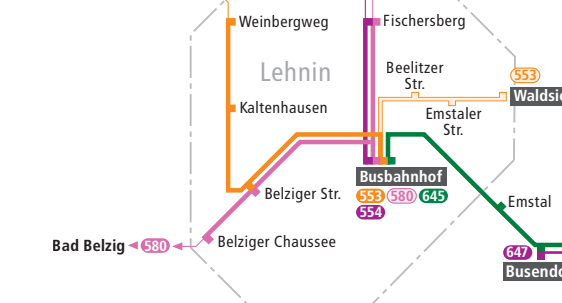 Weinbergweg
Fischersberg
Lehnin
Beelitzer
Str.
553
Kaltenhausen
Emstaler
Str.
Busbahnhof
553 580 645
554
Belziger Str.
Emstal
Bad Belzig 580
Belziger Chaussee
647